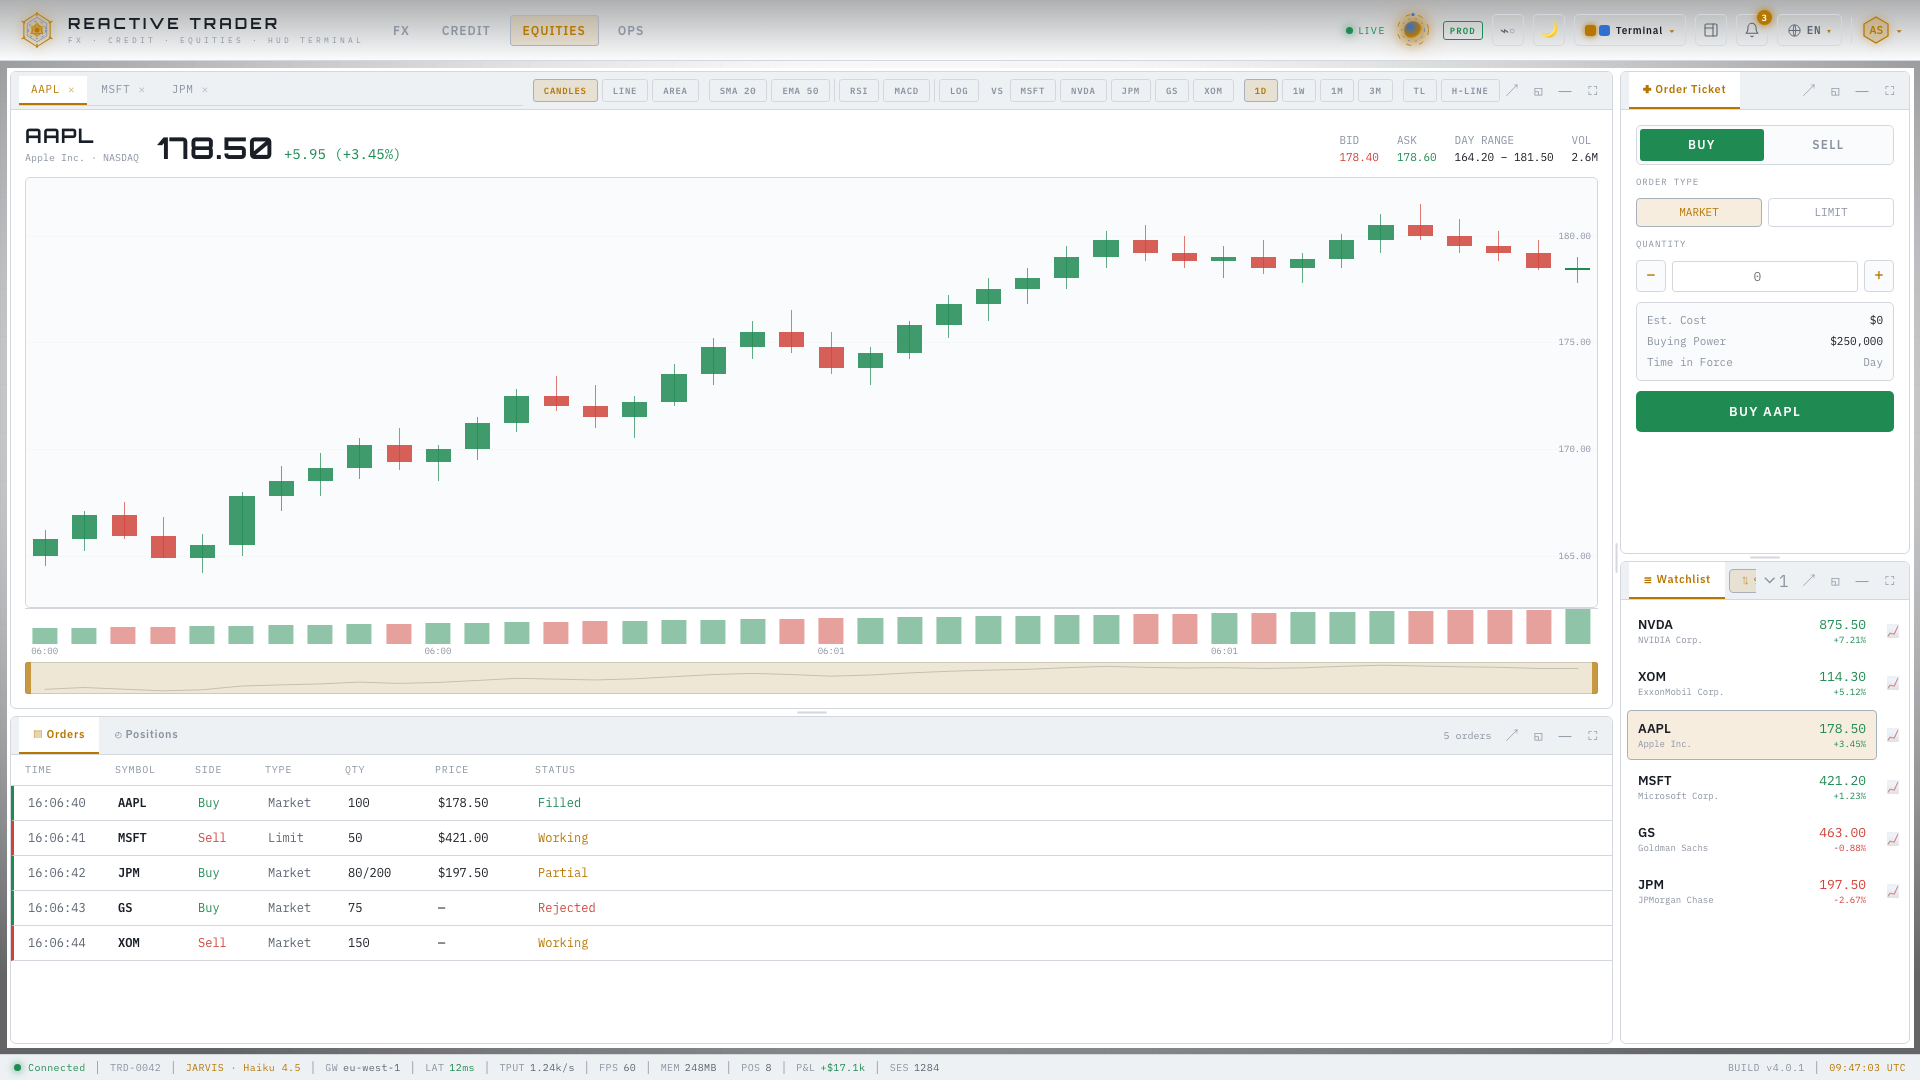 REACTIVE TRADER
FX · CREDIT · EQUITIES · HUD TERMINAL
FX CREDIT EQUITIES OPS
LIVE PROD Terminal 3 EN AS
AAPL × MSFT × JPM ×
CANDLES LINE AREA SMA 20 EMA 50 RSI MACD LOG VS MSFT NVDA JPM GS XOM 1D 1W 1M 3M TL H-LINE
AAPL
Apple Inc. · NASDAQ
178.50 +5.95 (+3.45%)
BID ASK DAY RANGE VOL
178.40 178.60 164.20 – 181.50 2.6M
180.00
175.00
170.00
165.00
06:00 06:00 06:01 06:01
Orders Positions 5 orders
TIME SYMBOL SIDE TYPE QTY PRICE STATUS
16:06:40 AAPL Buy Market 100 $178.50 Filled
16:06:41 MSFT Sell Limit 50 $421.00 Working
16:06:42 JPM Buy Market 80/200 $197.50 Partial
16:06:43 GS Buy Market 75 — Rejected
16:06:44 XOM Sell Market 150 — Working
Order Ticket
BUY SELL
ORDER TYPE
MARKET LIMIT
QUANTITY
− 0 +
Est. Cost $0
Buying Power $250,000
Time in Force Day
BUY AAPL
Watchlist 1
NVDA 875.50
NVIDIA Corp. +7.21%
XOM 114.30
ExxonMobil Corp. +5.12%
AAPL 178.50
Apple Inc. +3.45%
MSFT 421.20
Microsoft Corp. +1.23%
GS 463.00
Goldman Sachs -0.88%
JPM 197.50
JPMorgan Chase -2.67%
Connected TRD-0042 JARVIS · Haiku 4.5 GW eu-west-1 LAT 12ms TPUT 1.24k/s FPS 60 MEM 248MB POS 8 P&L +$17.1k SES 1284 BUILD v4.0.1 09:47:03 UTC